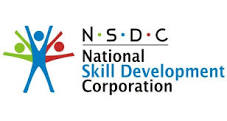 N·S·D·C
National
Skill Development
Corporation